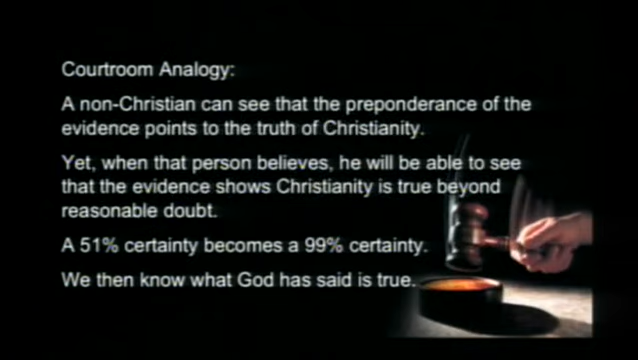 Courtroom Analogy:
A non-Christian can see that the preponderance of the
evidence points to the truth of Christianity.
Yet, when that person believes, he will be able to see
that the evidence shows Christianity is true beyond
reasonable doubt.
A 51% certainty becomes a 99% certainty.
We then know what God has said is true.